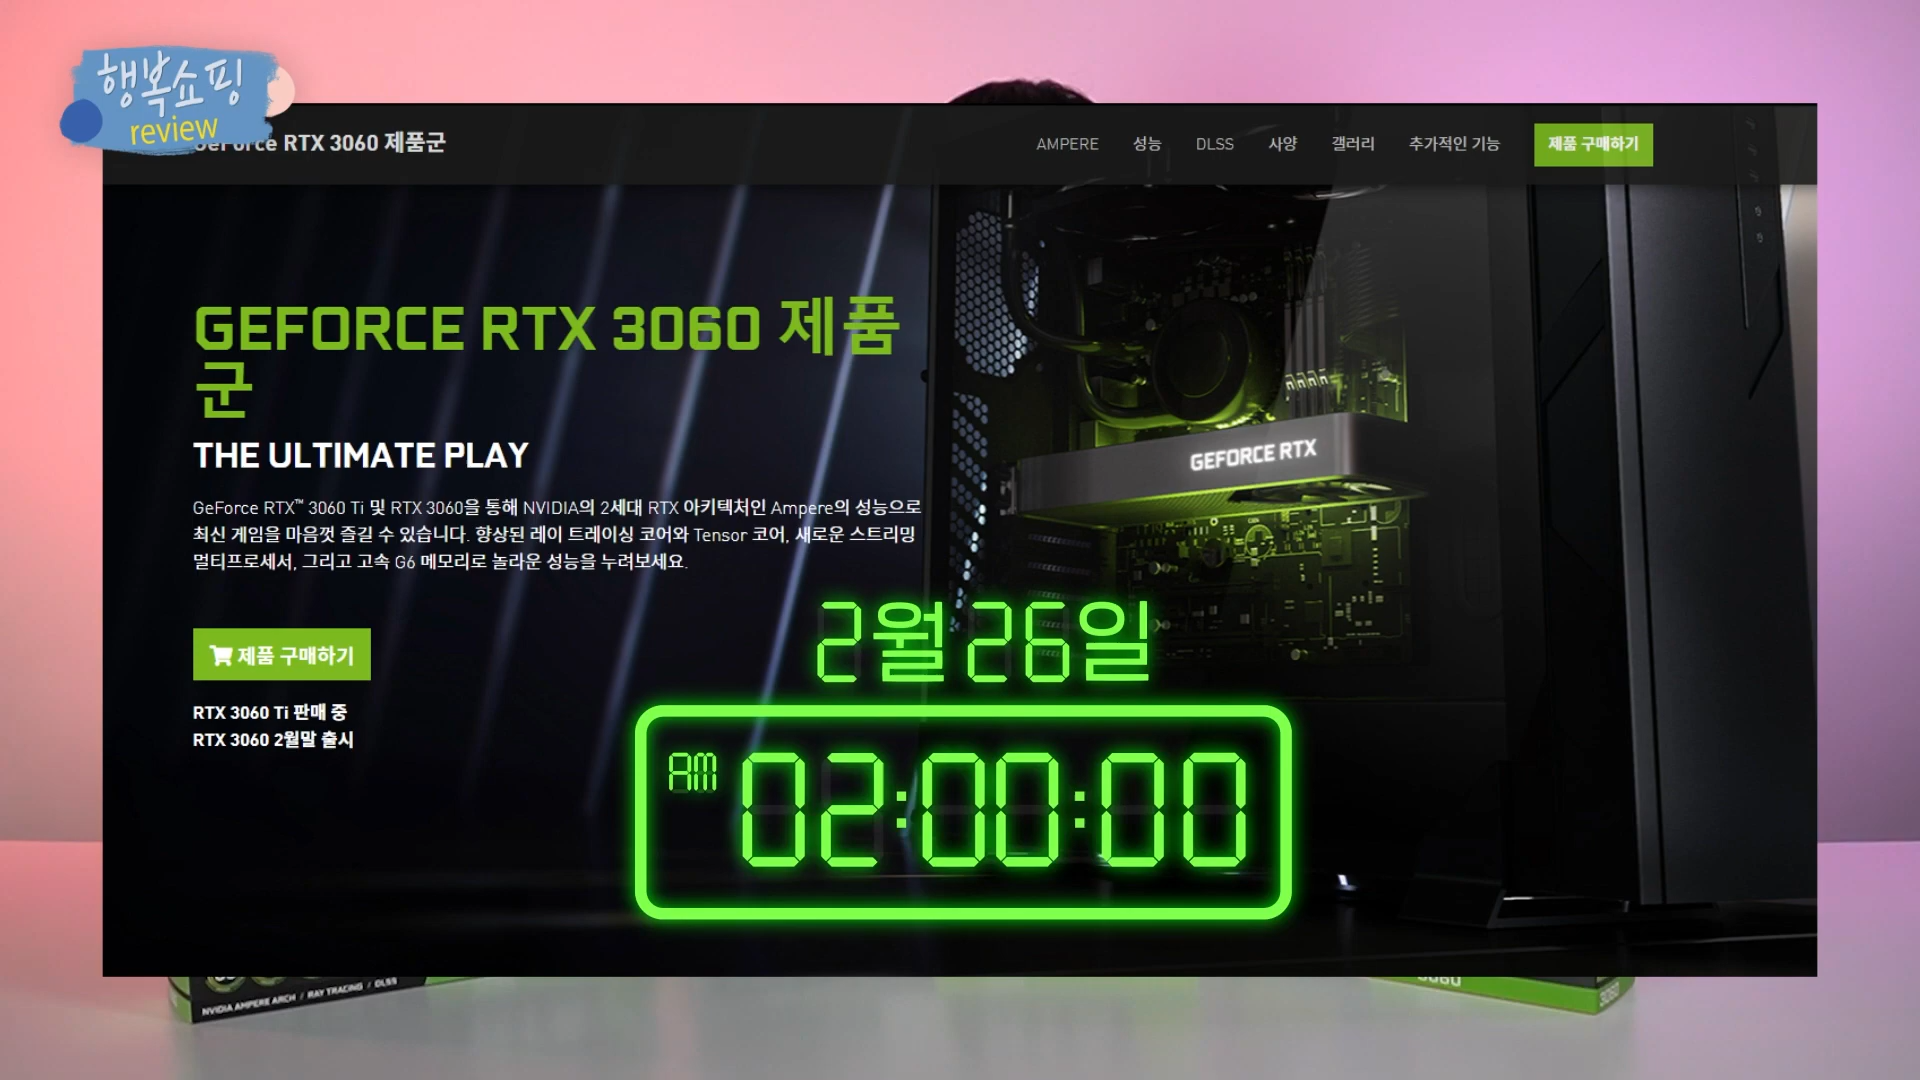 행복쇼핑
review
GeForce RTX 3060 제품군
AMPERE 성능 DLSS 사양 갤러리 추가적인 기능 제품 구매하기
GEFORCE RTX 3060 제품
군
THE ULTIMATE PLAY
GeForce RTX™ 3060 Ti 및 RTX 3060을 통해 NVIDIA의 2세대 RTX 아키텍처인 Ampere의 성능으로
최신 게임을 마음껏 즐길 수 있습니다. 향상된 레이 트레이싱 코어와 Tensor 코어, 새로운 스트리밍
멀티프로세서, 그리고 고속 G6 메모리로 놀라운 성능을 누려보세요.
제품 구매하기
RTX 3060 Ti 판매 중
RTX 3060 2월말 출시
GEFORCE RTX
2월 26일
AM 02:00:00
NVIDIA AMPERE ARCH / RAY TRACING / DLSS
3060
3060